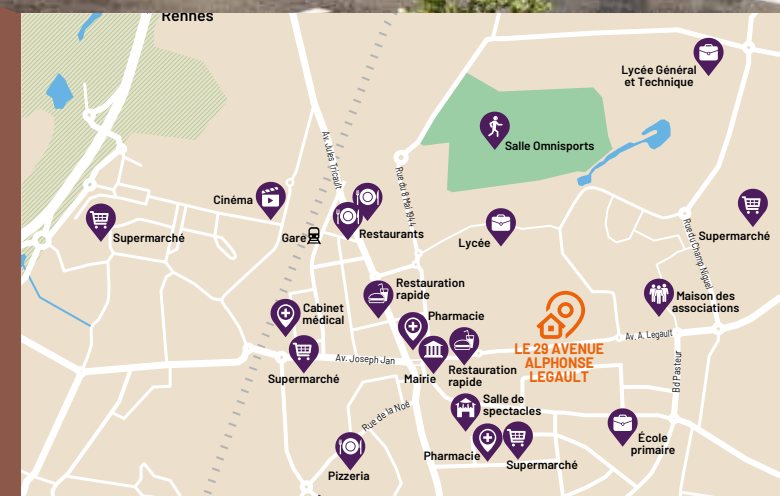 Rennes
Lycée Général
et Technique
Salle Omnisports
Av. Jules Tricault
Rue du 8 Mai 1944
Cinéma
Supermarché
Gare
Restaurants
Lycée
Supermarché
Rue du Champ Niguel
Restauration
rapide
Maison des
associations
Cabinet
médical
Pharmacie
LE 29 AVENUE
ALPHONSE
LEGAULT
Av. A. Legault
Av. Joseph Jan
Supermarché
Mairie
Restauration
rapide
Bd Pasteur
Salle de
spectacles
Rue de la Noé
École
primaire
Pharmacie
Supermarché
Pizzeria